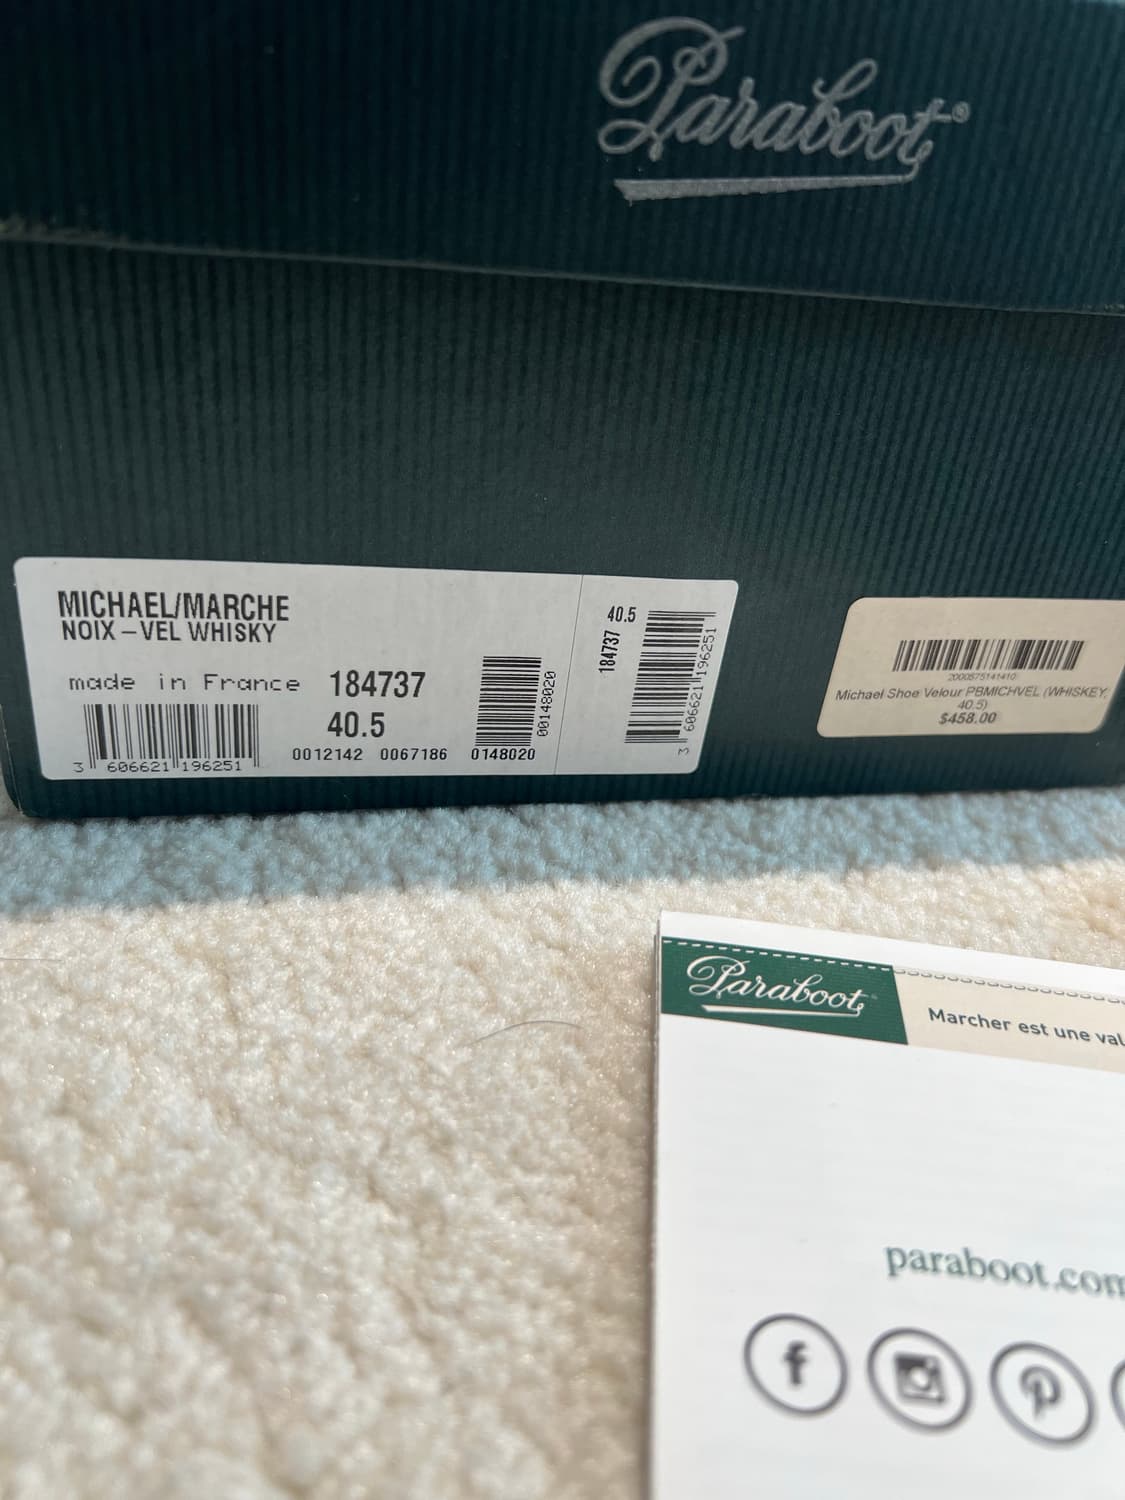 Paraboot®
MICHAEL/MARCHE
NOIX – VEL WHISKY
made in France 184737
40.5
3 606621 196251
0012142 0067186 0148020
00148020
40.5
184737
3 606621 196251
2000575141410
Michael Shoe Velour PBMICHVEL (WHISKEY,
40.5)
$458.00
Paraboot
Marcher est une val
paraboot.com